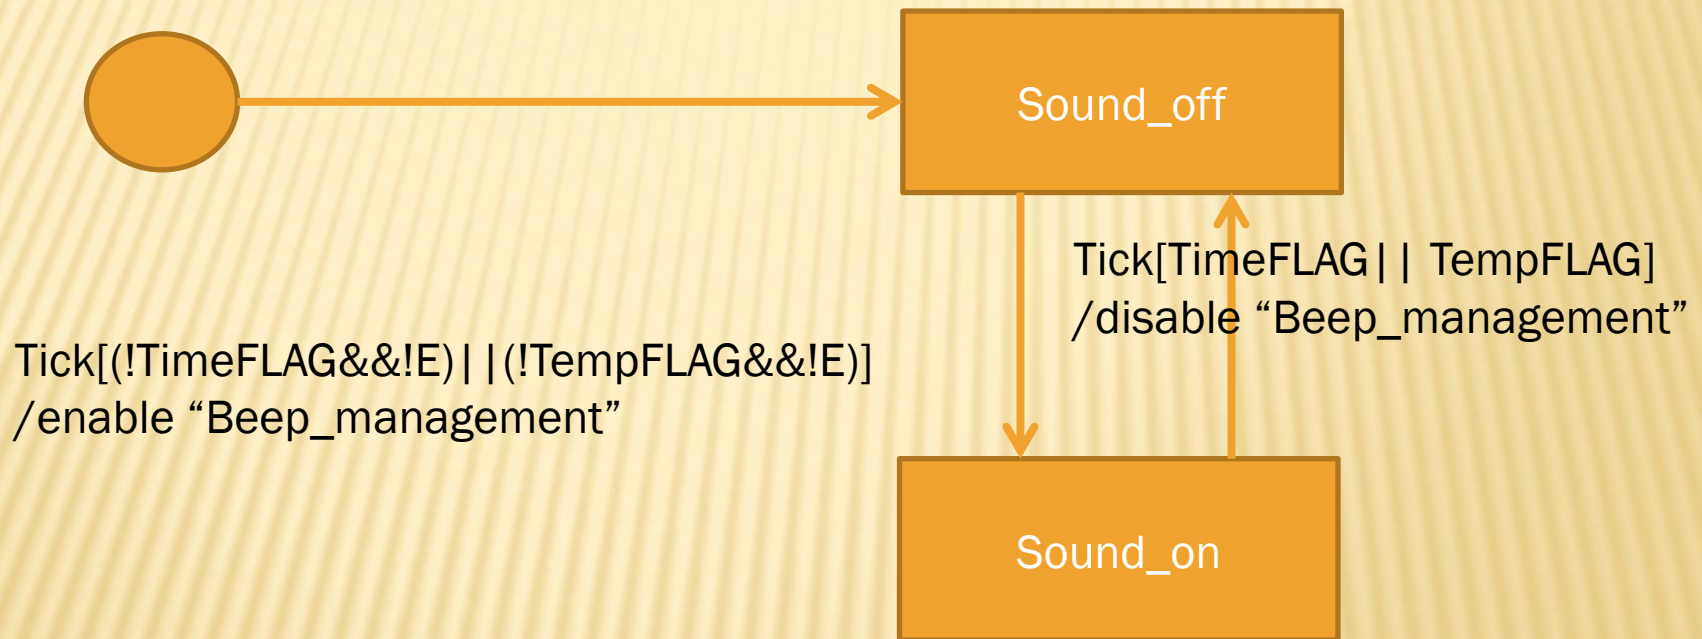 Sound_off
Tick[TimeFLAG|| TempFLAG]
/disable “Beep_management”
Tick[(!TimeFLAG&&!E)||(!TempFLAG&&!E)]
/enable “Beep_management”
Sound_on